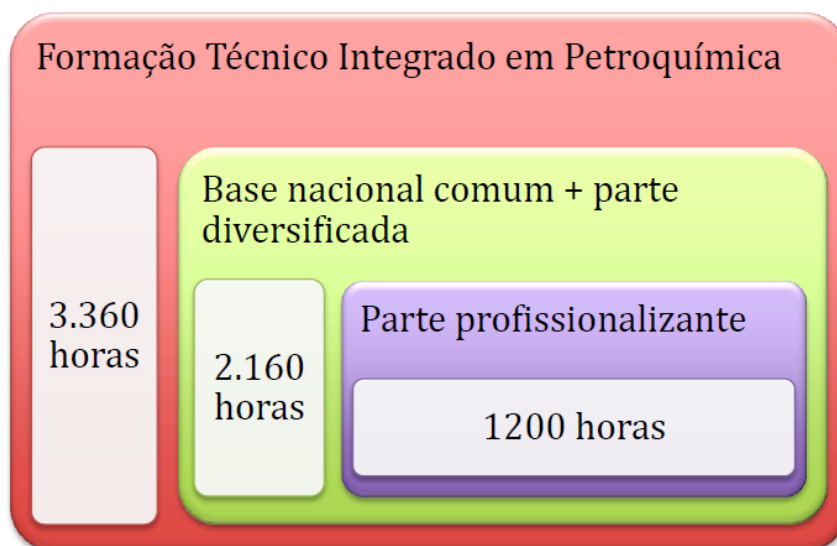 Formação Técnico Integrado em Petroquímica
Base nacional comum + parte
diversificada
3.360
horas
2.160
horas
Parte profissionalizante
1200 horas